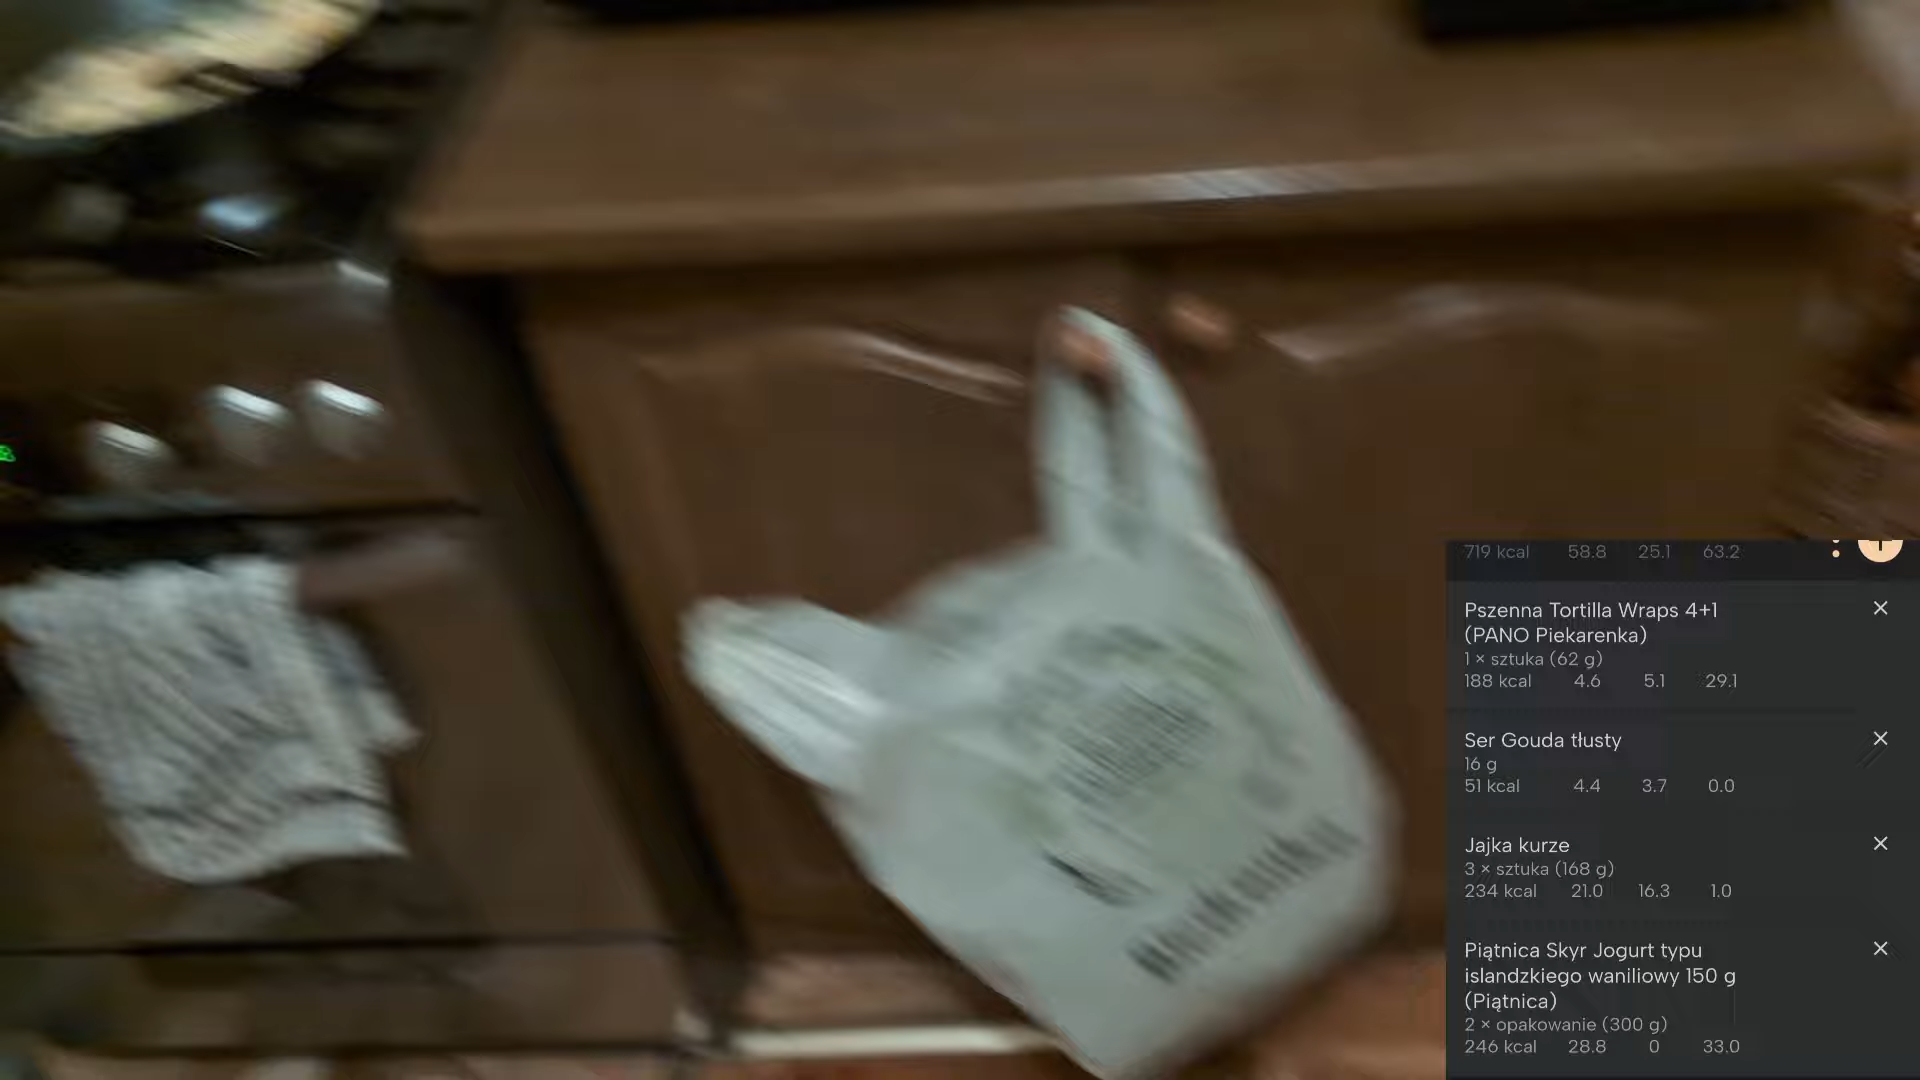 719 kcal 58.8 25.1 63.2
Pszenna Tortilla Wraps 4+1
(PANO Piekarenka)
1 × sztuka (62 g)
188 kcal 4.6 5.1 29.1
Ser Gouda tłusty
16 g
51 kcal 4.4 3.7 0.0
Jajka kurze
3 × sztuka (168 g)
234 kcal 21.0 16.3 1.0
Piątnica Skyr Jogurt typu
islandzkiego waniliowy 150 g
(Piątnica)
2 × opakowanie (300 g)
246 kcal 28.8 0 33.0